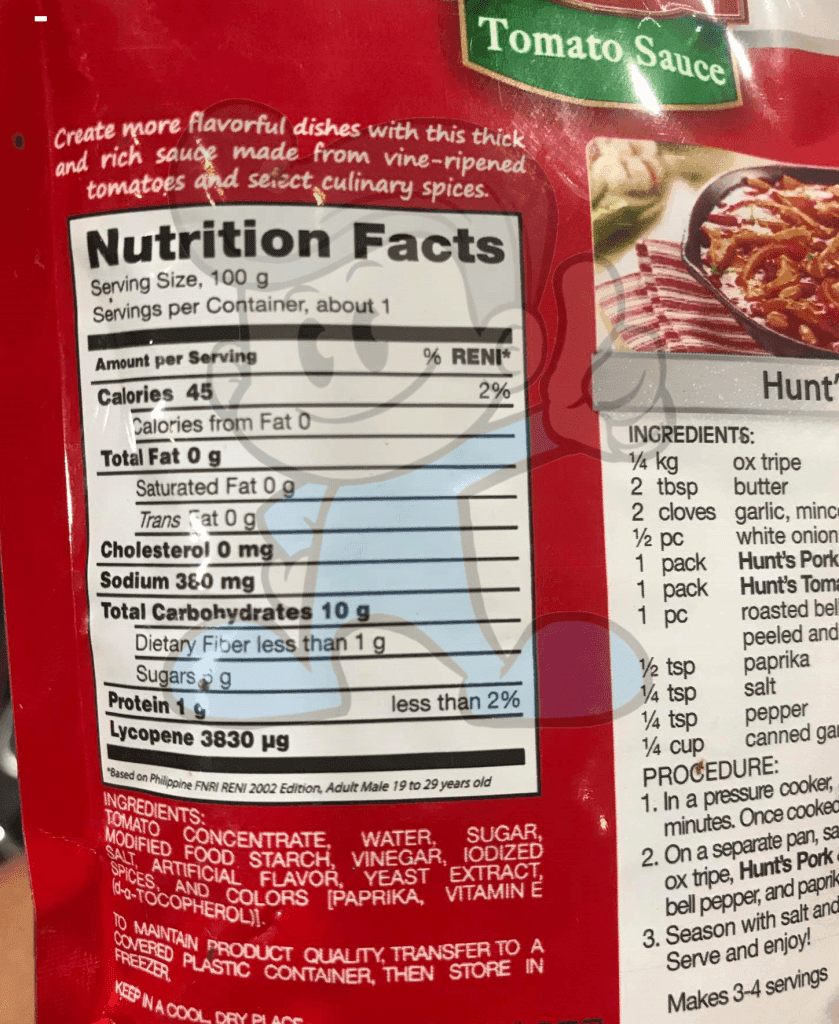 Tomato Sauce
Create more flavorful dishes with this thick
and rich sauce made from vine-ripened
tomatoes and select culinary spices.
Nutrition Facts
Serving Size, 100 g
Servings per Container, about 1
Amount per Serving % RENI*
Calories 45 2%
Calories from Fat 0
Total Fat 0 g
Saturated Fat 0 g
Trans Fat 0 g
Cholesterol 0 mg
Sodium mg
Total Carbohydrates 10 g
Dietary Fiber less than 1 g
Sugars g
Protein 1 g less than 2%
Lycopene 3830 µg
*Based on Philippine FNRI RENI 2002 Edition, Adult Male 19 to 29 years old
INGREDIENTS:
TOMATO CONCENTRATE, WATER, SUGAR,
MODIFIED FOOD STARCH, VINEGAR, IODIZED
SALT, ARTIFICIAL FLAVOR, YEAST EXTRACT,
SPICES, AND COLORS [PAPRIKA, VITAMIN E
(d-α-TOCOPHEROL)].
TO MAINTAIN PRODUCT QUALITY, TRANSFER TO A
COVERED PLASTIC CONTAINER, THEN STORE IN
FREEZER.
KEEP IN A COOL, DRY PLACE
Hunt's
INGREDIENTS:
¼ kg ox tripe
2 tbsp butter
2 cloves garlic, mince
½ pc white onion
1 pack Hunt's Pork
1 pack Hunt's Toma
1 pc roasted bel
peeled and
½ tsp paprika
¼ tsp salt
¼ tsp pepper
¼ cup canned gar
PROCEDURE:
1. In a pressure cooker,
minutes. Once cooked
2. On a separate pan, sa
ox tripe, Hunt's Pork
bell pepper, and paprik
3. Season with salt and
Serve and enjoy!
Makes 3-4 servings